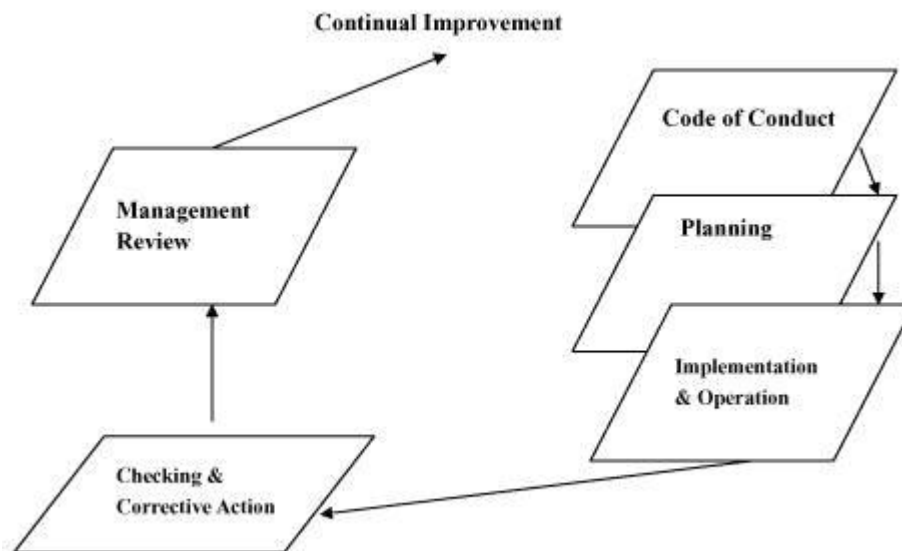 Continual Improvement
Code of Conduct
Management
Review
Planning
Implementation
& Operation
Checking &
Corrective Action